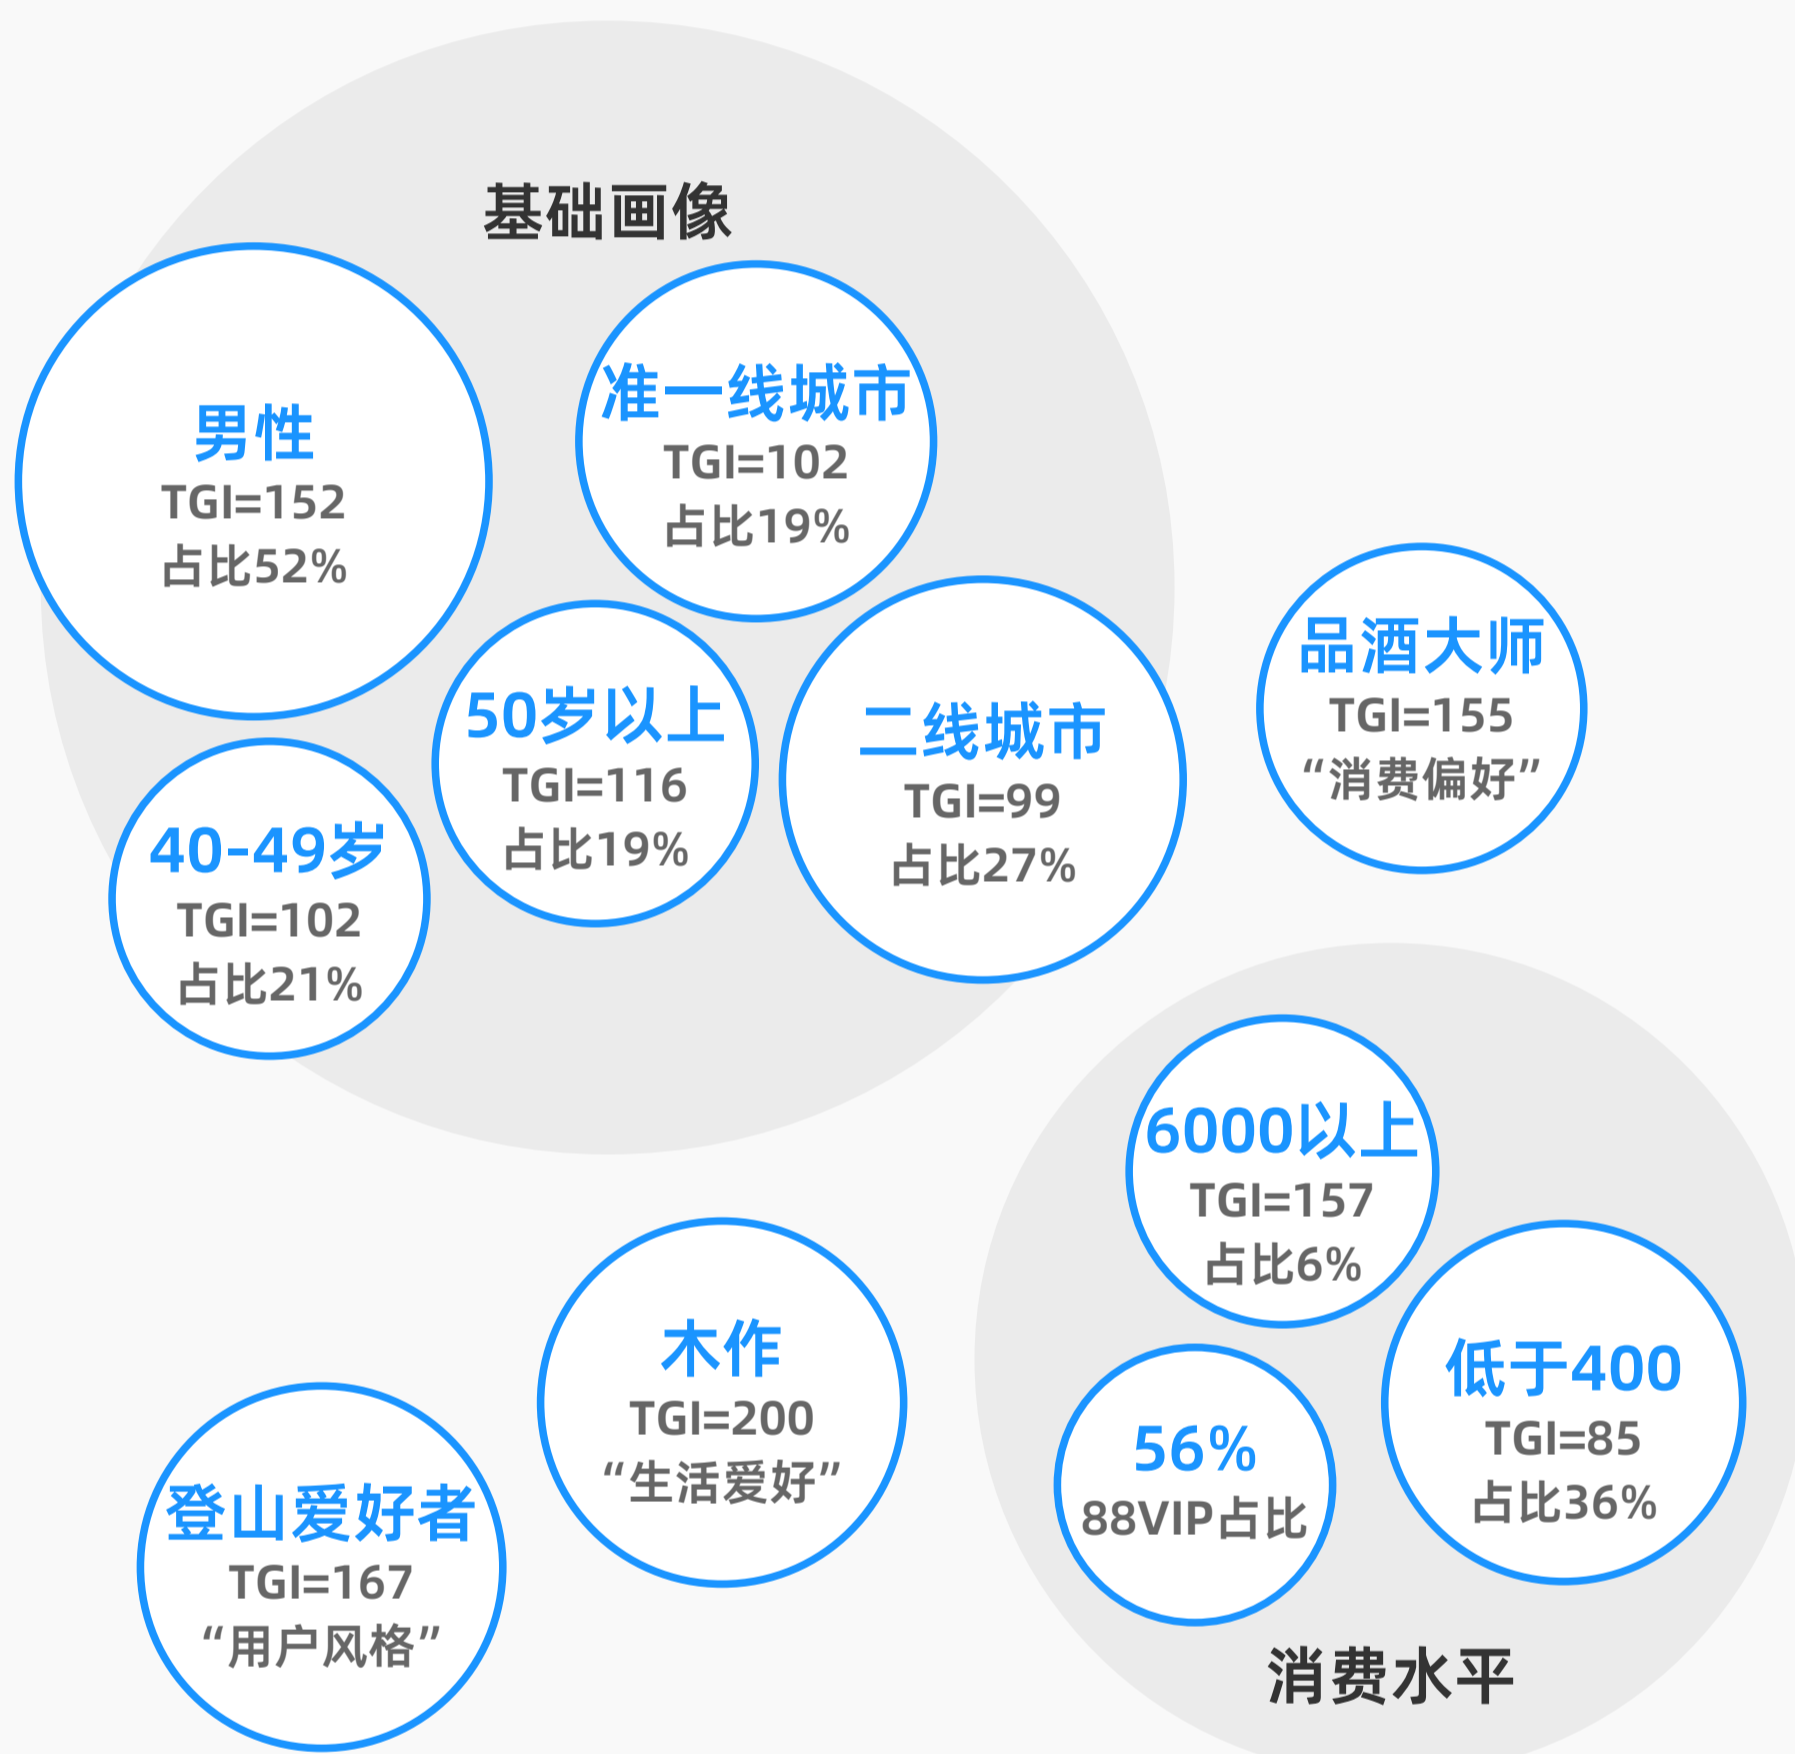 基础画像
男性
TGI=152
占比52%
准一线城市
TGI=102
占比19%
50岁以上
TGI=116
占比19%
二线城市
TGI=99
占比27%
40-49岁
TGI=102
占比21%
品酒大师
TGI=155
“消费偏好”
6000以上
TGI=157
占比6%
低于400
TGI=85
占比36%
56%
88VIP占比
消费水平
木作
TGI=200
“生活爱好”
登山爱好者
TGI=167
“用户风格”